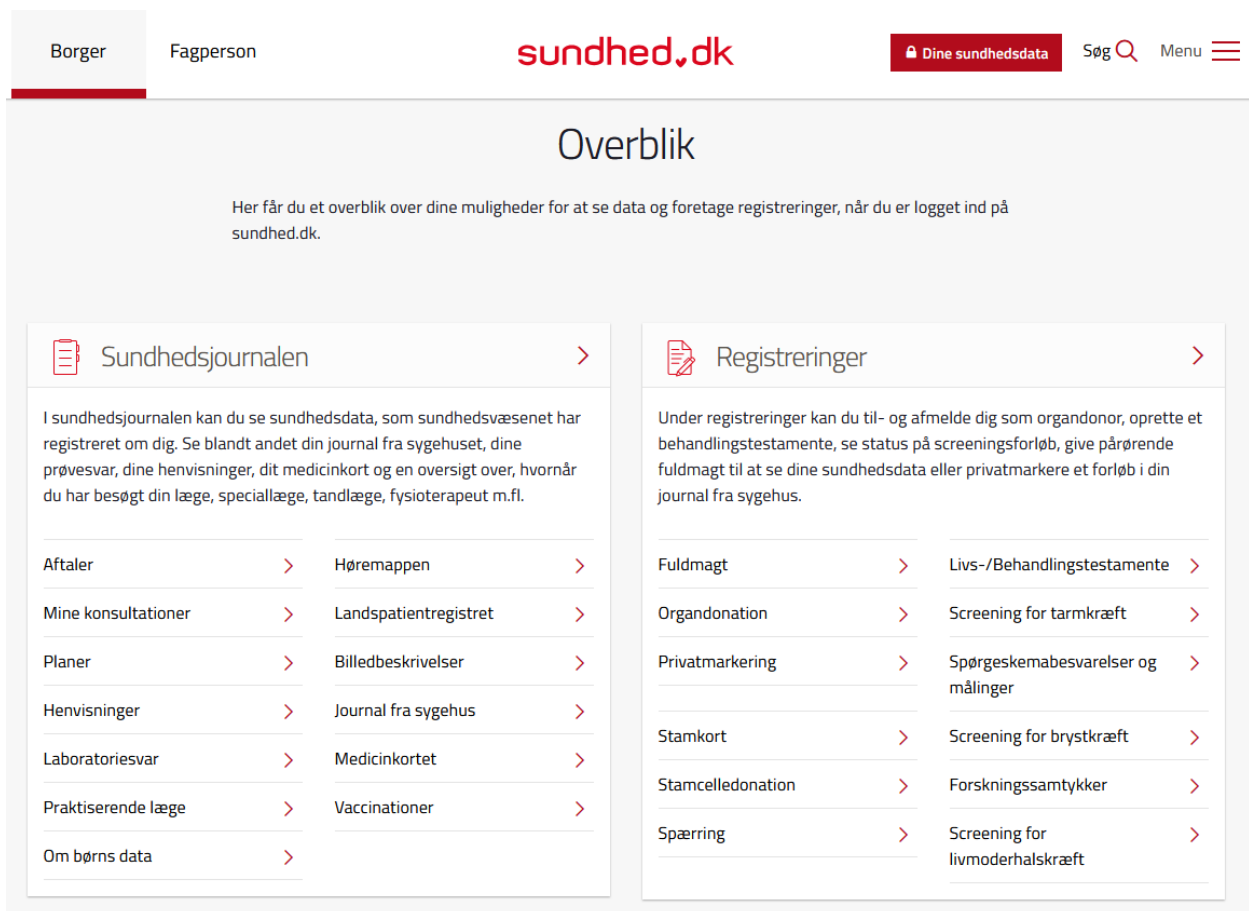 Borger
Fagperson
sundhed.dk
Dine sundhedsdata
Søg
Menu
Overblik
Her får du et overblik over dine muligheder for at se data og foretage registreringer, når du er logget ind på
sundhed.dk.
Sundhedsjournalen
I sundhedsjournalen kan du se sundhedsdata, som sundhedsvæsenet har
registreret om dig. Se blandt andet din journal fra sygehuset, dine
prøvesvar, dine henvisninger, dit medicinkort og en oversigt over, hvornår
du har besøgt din læge, speciallæge, tandlæge, fysioterapeut m.fl.
Aftaler
Mine konsultationer
Planer
Henvisninger
Laboratoriesvar
Praktiserende læge
Om børns data
Høremappen
Landspatientregistret
Billedbeskrivelser
Journal fra sygehus
Medicinkortet
Vaccinationer
Registreringer
Under registreringer kan du til- og afmelde dig som organdonor, oprette et
behandlingstestamente, se status på screeningsforløb, give pårørende
fuldmagt til at se dine sundhedsdata eller privatmarkere et forløb i din
journal fra sygehus.
Fuldmagt
Organdonation
Privatmarkering
Stamkort
Stamcelledonation
Spærring
Livs-/Behandlingstestamente
Screening for tarmkræft
Spørgeskemabesvarelser og
målinger
Screening for brystkræft
Forskningssamtykker
Screening for
livmoderhalskræft